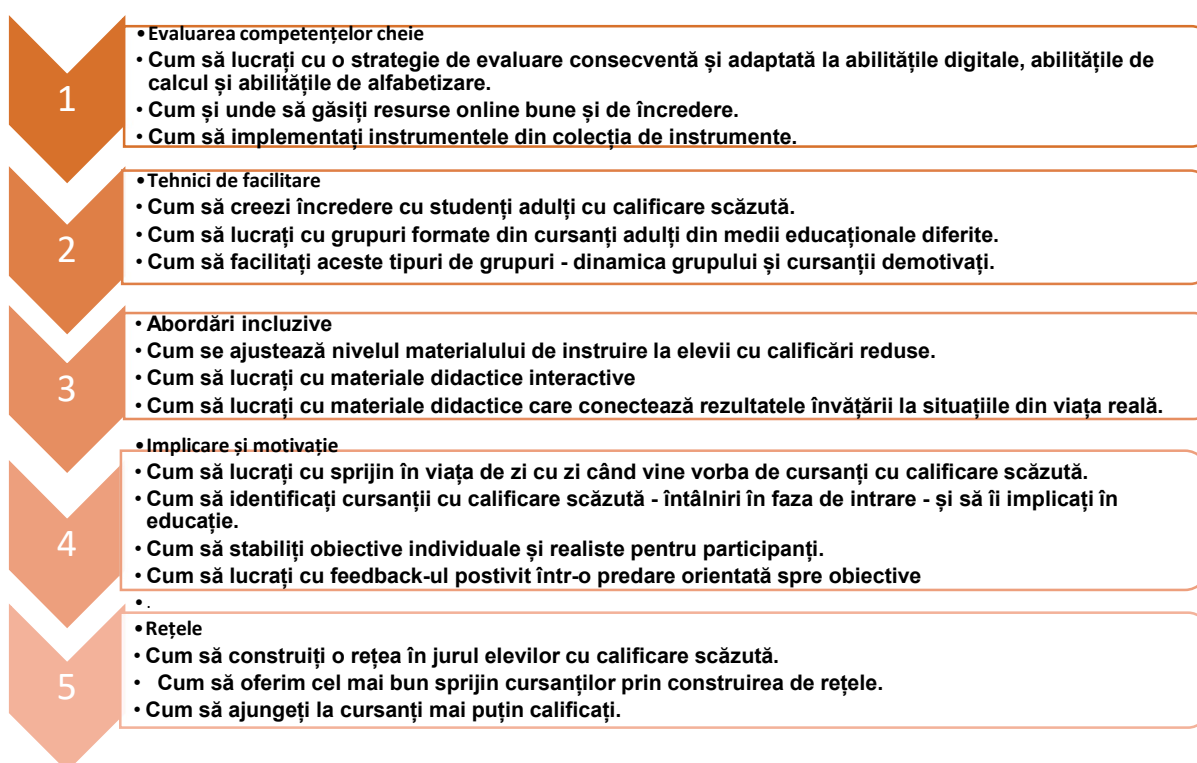 1
•Evaluarea competențelor cheie
• Cum să lucrați cu o strategie de evaluare consecventă și adaptată la abilitățile digitale, abilitățile de
calcul și abilitățile de alfabetizare.
• Cum și unde să găsiți resurse online bune și de încredere.
• Cum să implementați instrumentele din colecția de instrumente.
2
•Tehnici de facilitare
• Cum să creezi încredere cu studenți adulți cu calificare scăzută.
• Cum să lucrați cu grupuri formate din cursanți adulți din medii educaționale diferite.
• Cum să facilitați aceste tipuri de grupuri - dinamica grupului și cursanții demotivați.
3
• Abordări incluzive
• Cum se ajustează nivelul materialului de instruire la elevii cu calificări reduse.
• Cum să lucrați cu materiale didactice interactive
• Cum să lucrați cu materiale didactice care conectează rezultatele învățării la situațiile din viața reală.
4
•Implicare și motivație
• Cum să lucrați cu sprijin în viața de zi cu zi când vine vorba de cursanți cu calificare scăzută.
• Cum să identificați cursanții cu calificare scăzută - întâlniri în faza de intrare - și să îi implicați în
educație.
• Cum să stabiliți obiective individuale și realiste pentru participanți.
• Cum să lucrați cu feedback-ul postivit într-o predare orientată spre obiective
• .
5
•Rețele
• Cum să construiți o rețea în jurul elevilor cu calificare scăzută.
• Cum să oferim cel mai bun sprijin cursanților prin construirea de rețele.
• Cum să ajungeți la cursanți mai puțin calificați.